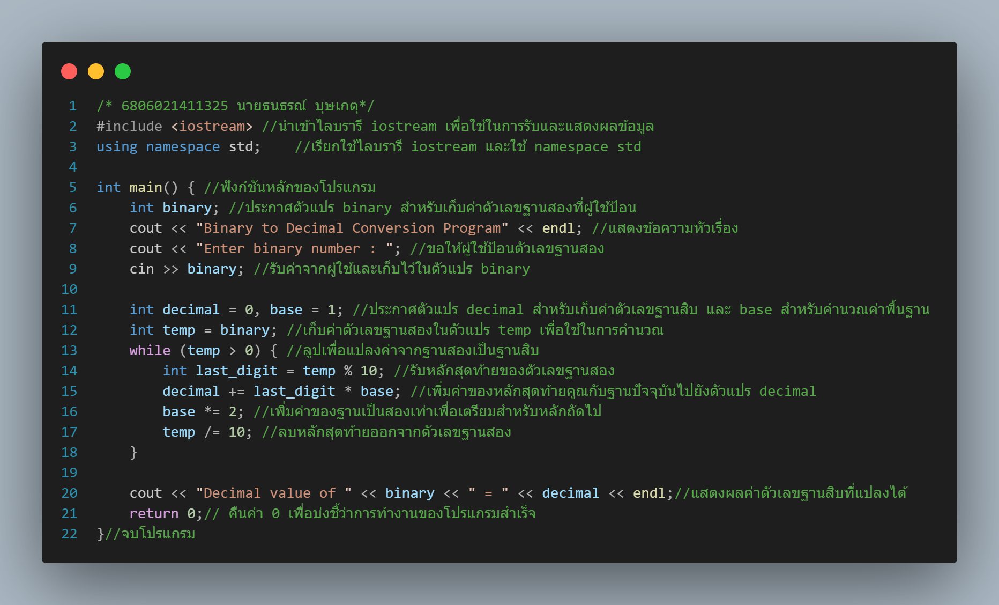 1 /* 6806021411325 นายธนธรณ์ บุษเกตุ*/
2 #include <iostream> //นำเข้าไลบรารี iostream เพื่อใช้ในการรับและแสดงผลข้อมูล
3 using namespace std;    //เรียกใช้ไลบรารี iostream และใช้ namespace std
4
5 int main() { //ฟังก์ชันหลักของโปรแกรม
6     int binary; //ประกาศตัวแปร binary สำหรับเก็บค่าตัวเลขฐานสองที่ผู้ใช้ป้อน
7     cout << "Binary to Decimal Conversion Program" << endl; //แสดงข้อความหัวเรื่อง
8     cout << "Enter binary number : "; //ขอให้ผู้ใช้ป้อนตัวเลขฐานสอง
9     cin >> binary; //รับค่าจากผู้ใช้และเก็บไว้ในตัวแปร binary
10
11     int decimal = 0, base = 1; //ประกาศตัวแปร decimal สำหรับเก็บค่าตัวเลขฐานสิบ และ base สำหรับคำนวณค่าพื้นฐาน
12     int temp = binary; //เก็บค่าตัวเลขฐานสองในตัวแปร temp เพื่อใช้ในการคำนวณ
13     while (temp > 0) { //ลูปเพื่อแปลงค่าจากฐานสองเป็นฐานสิบ
14         int last_digit = temp % 10; //รับหลักสุดท้ายของตัวเลขฐานสอง
15         decimal += last_digit * base; //เพิ่มค่าของหลักสุดท้ายคูณกับฐานปัจจุบันไปยังตัวแปร decimal
16         base *= 2; //เพิ่มค่าของฐานเป็นสองเท่าเพื่อเตรียมสำหรับหลักถัดไป
17         temp /= 10; //ลบหลักสุดท้ายออกจากตัวเลขฐานสอง
18     }
19
20     cout << "Decimal value of " << binary << " = " << decimal << endl;//แสดงผลค่าตัวเลขฐานสิบที่แปลงได้
21     return 0;// คืนค่า 0 เพื่อบ่งชี้ว่าการทำงานของโปรแกรมสำเร็จ
22 }//จบโปรแกรม